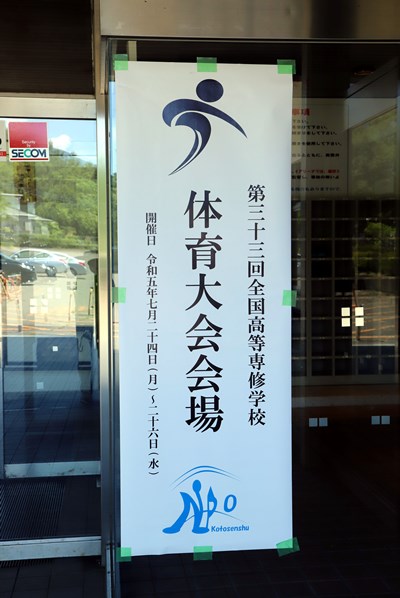 第三十三回全国高等専修学校
体育大会会場
開催日 令和五年七月二十四日(月)~二十六日(水)
Kotosenshu
SECOM